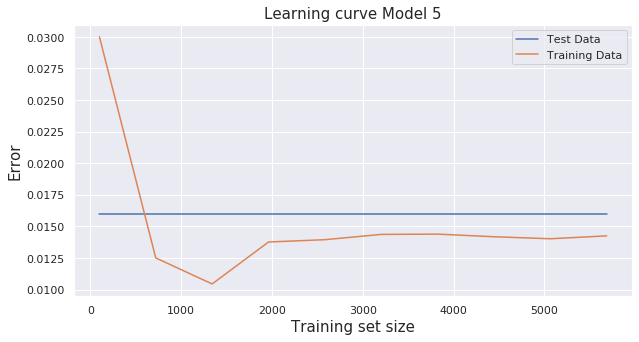 Learning curve Model 5
Test Data
Training Data
Error
0.0300
0.0275
0.0250
0.0225
0.0200
0.0175
0.0150
0.0125
0.0100
0 1000 2000 3000 4000 5000
Training set size